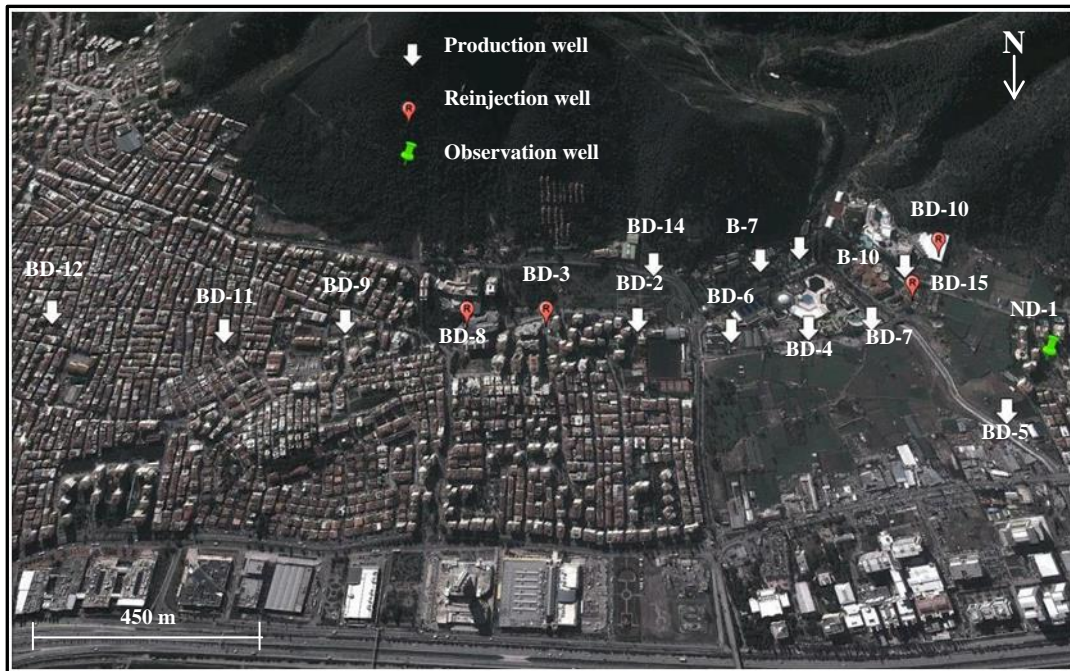 Production well
N
Reinjection well
Observation well
BD-10
BD-14
B-7
B-10
BD-12
BD-3
BD-2
BD-15
BD-11
BD-9
BD-6
ND-1
BD-8
BD-4
BD-7
BD-5
450 m
R
R
R
R
R